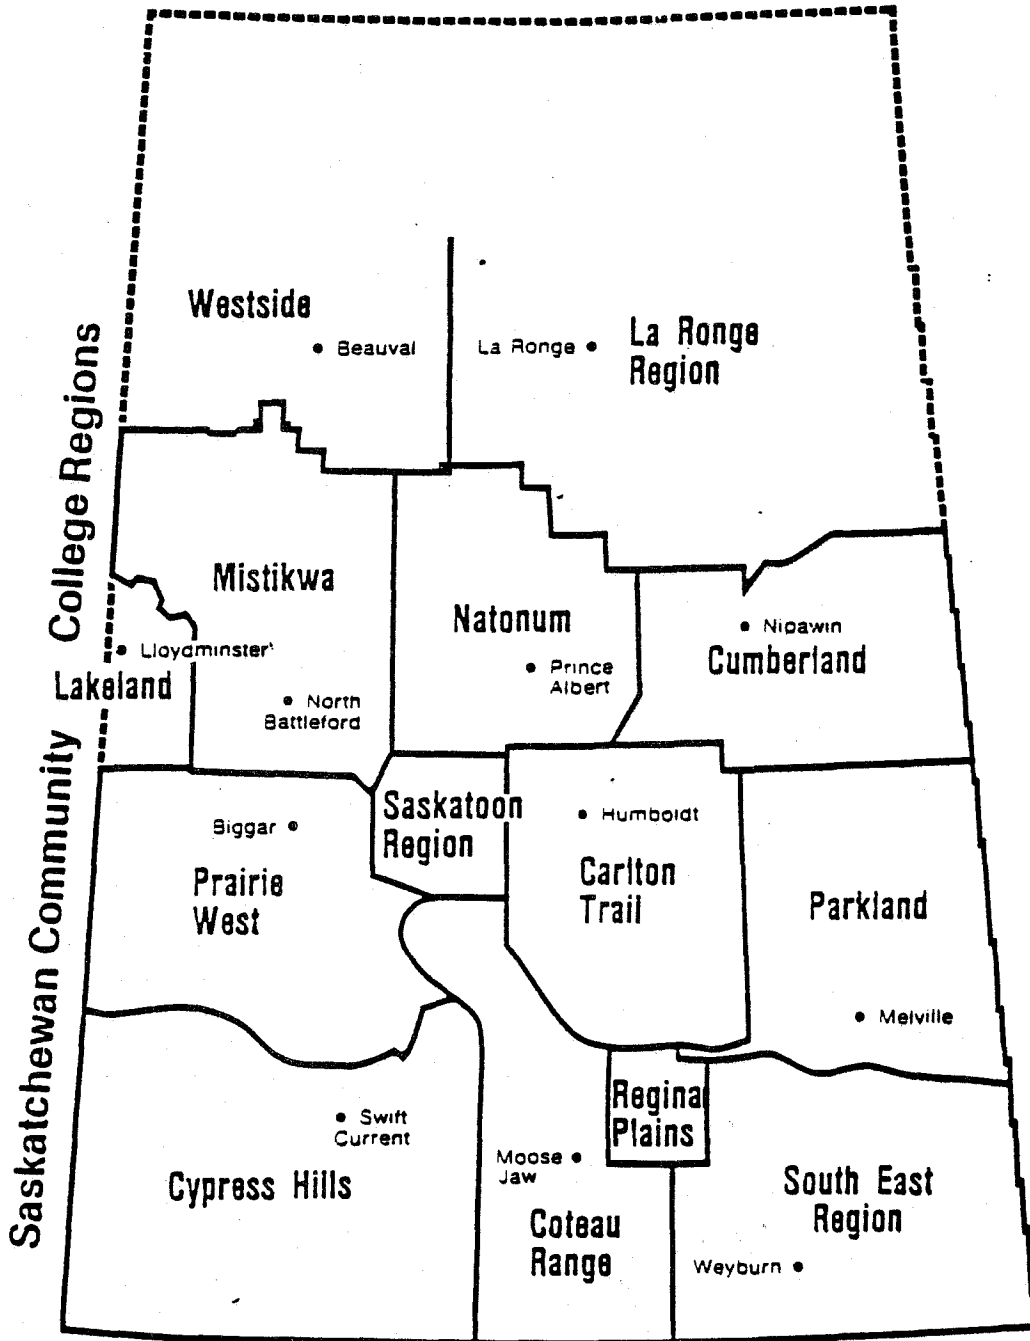 Saskatchewan Community College Regions
Westside
Beauval
La Ronge
La Ronge
Region
Mistikwa
Natonum
Nipawin
Cumberland
Lloydminster
Lakeland
Prince
Albert
North
Battleford
Saskatoon
Region
Humboldt
Biggar
Prairie
West
Carlton
Trail
Parkland
Melville
Regina
Plains
Swift
Current
Cypress Hills
Moose
Jaw
South East
Region
Coteau
Range
Weyburn